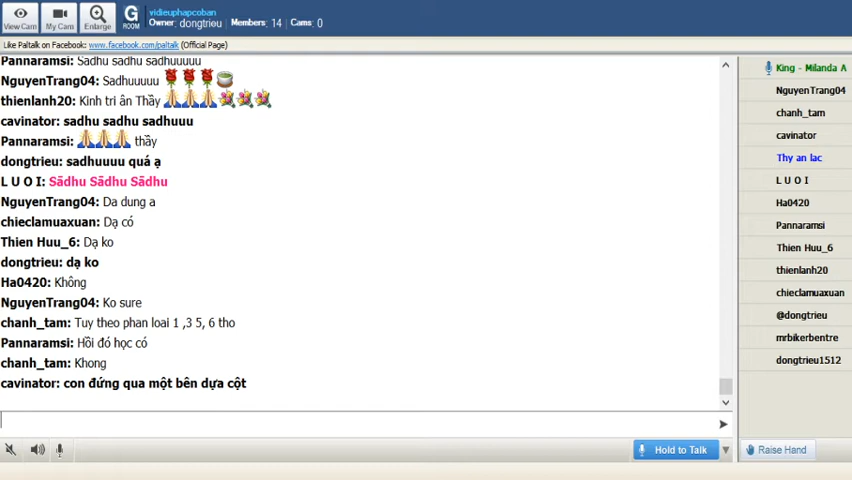 View Cam
My Cam
Enlarge
G
ROOM
vidieuphapcoban
Owner: dongtrieu Members: 14 Cams: 0
Like Paltalk on Facebook: www.facebook.com/paltalk (Official Page)
Pannaramsi: Sadhu sadhu sadhuuuuu
NguyenTrang04: Sadhuuuuu
thienlanh20: Kính tri ân Thầy
cavinator: sadhu sadhu sadhuuu
Pannaramsi: thầy
dongtrieu: sadhuuuu quá ạ
L U O I: Sādhu Sādhu Sādhu
NguyenTrang04: Da dung a
chieclamuaxuan: Dạ có
Thien Huu_6: Dạ ko
dongtrieu: dạ ko
Ha0420: Không
NguyenTrang04: Ko sure
chanh_tam: Tuy theo phan loai 1 ,3 5, 6 tho
Pannaramsi: Hồi đó học có
chanh_tam: Khong
cavinator: con đứng qua một bên dựa cột
King - Milanda A
NguyenTrang04
chanh_tam
cavinator
Thy an lac
L U O I
Ha0420
Pannaramsi
Thien Huu_6
thienlanh20
chieclamuaxuan
@dongtrieu
mrbikerbentre
dongtrieu1512
Hold to Talk
Raise Hand